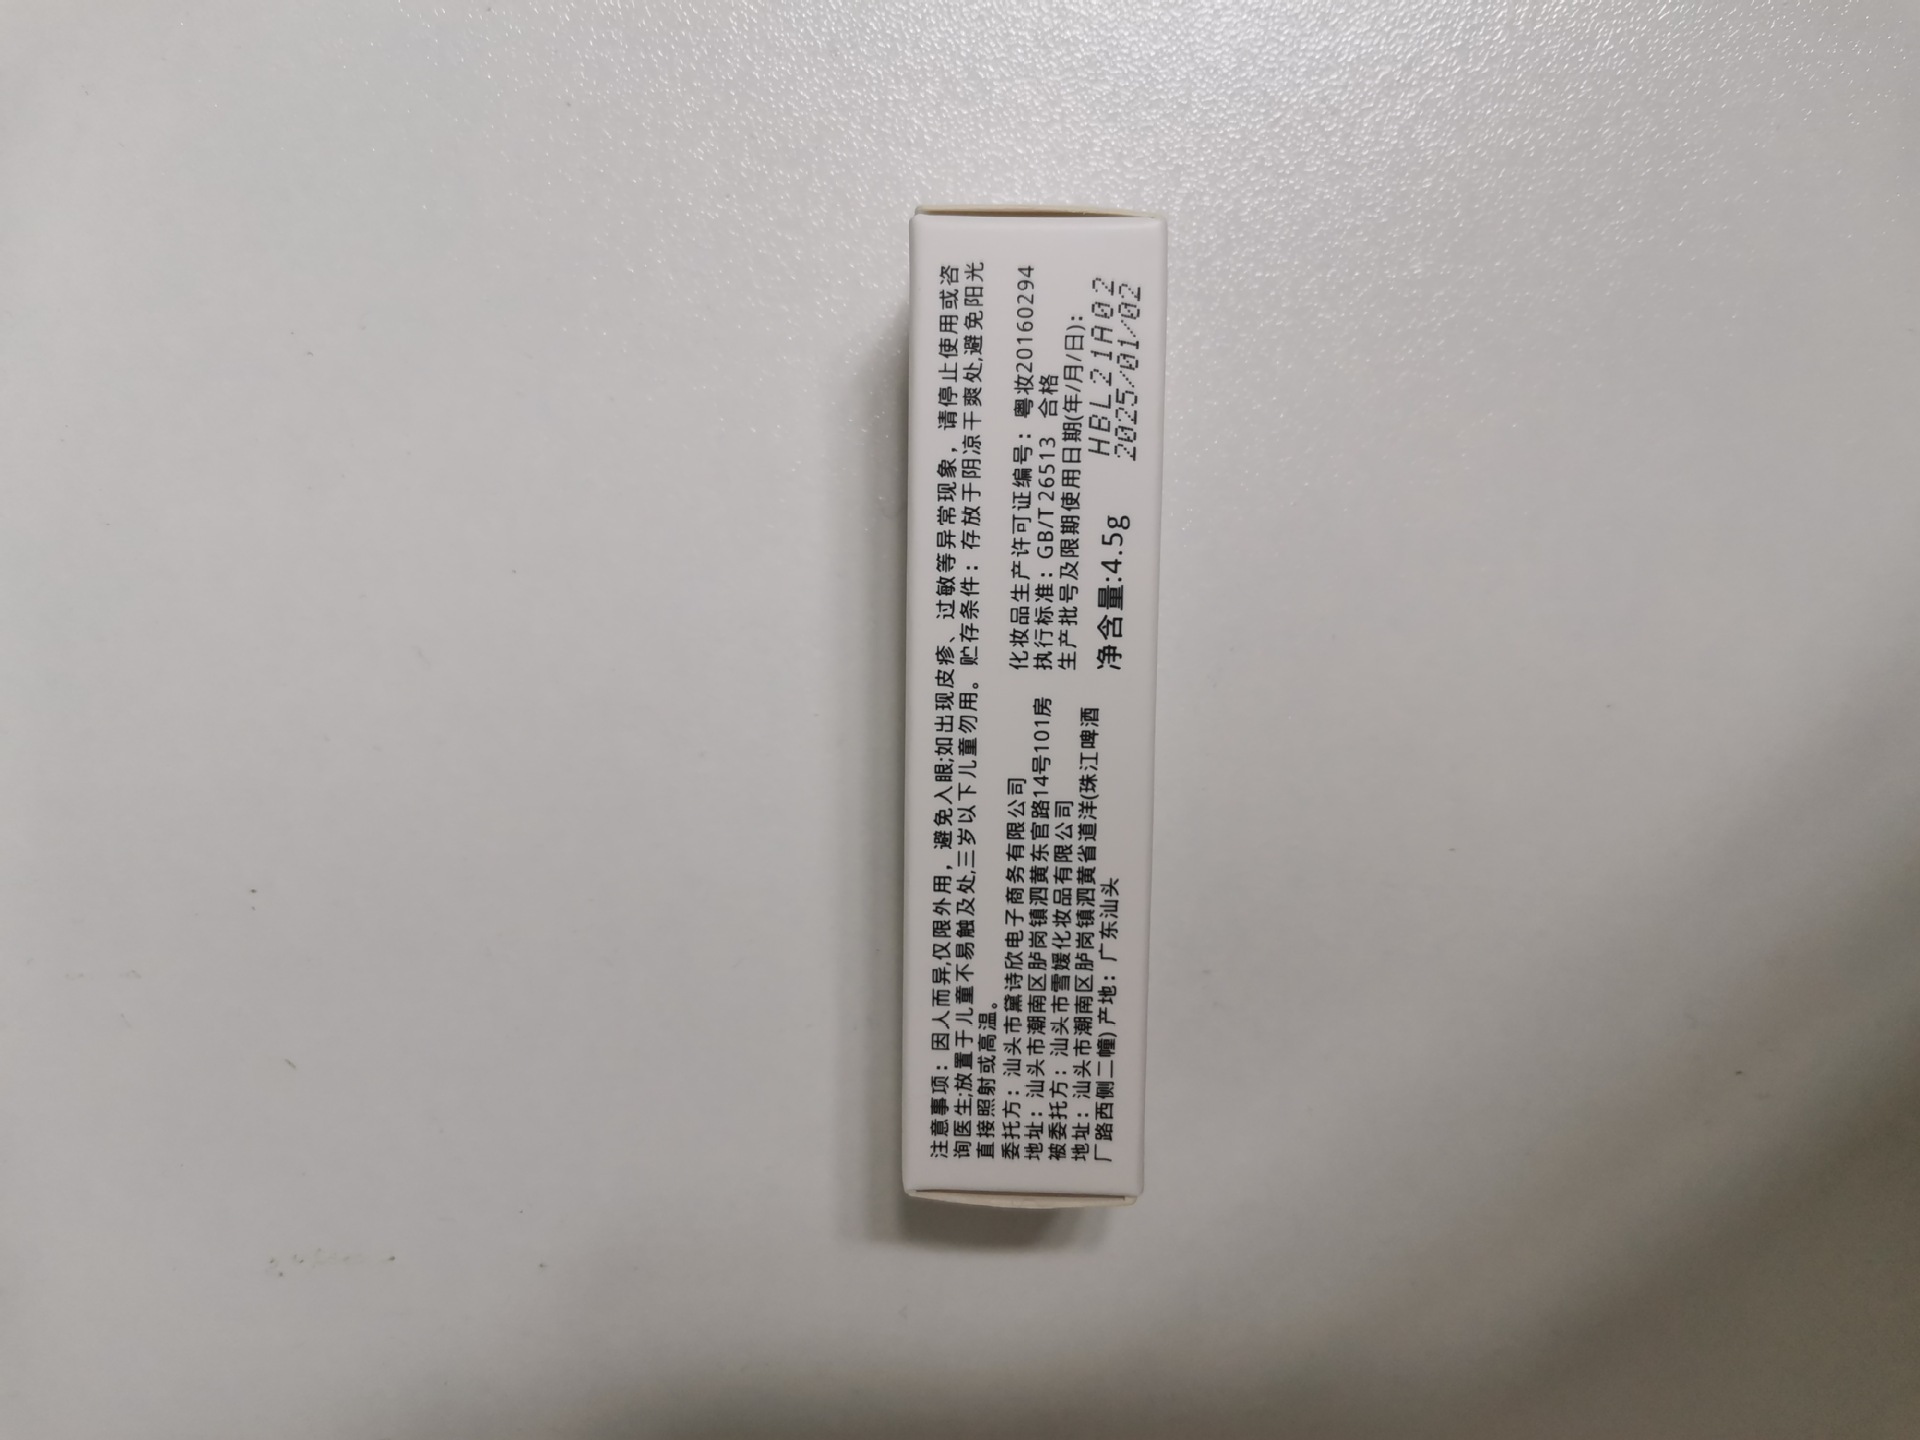 注意事项：因人而异,仅限外用，避免入眼;如出现皮疹、过敏等异常现象，请停止使用或咨
询医生;放置于儿童不易触及处,三岁以下儿童勿用。贮存条件：存放于阴凉干爽处,避免阳光
直接照射或高温。
委托方：汕头市黛诗欣电子商务有限公司
地址：汕头市潮南区胪岗镇泗黄东官路14号101房
被委托方：汕头市雪媛化妆品有限公司
地址：汕头市潮南区胪岗镇泗黄省道洋(珠江啤酒
厂路西侧二幢) 产地：广东汕头
化妆品生产许可证编号：粤妆20160294
执行标准：GB/T 26513 合格
生产批号及限期使用日期(年/月/日)：
HBL21A02
2025/01/02
净含量:4.5g